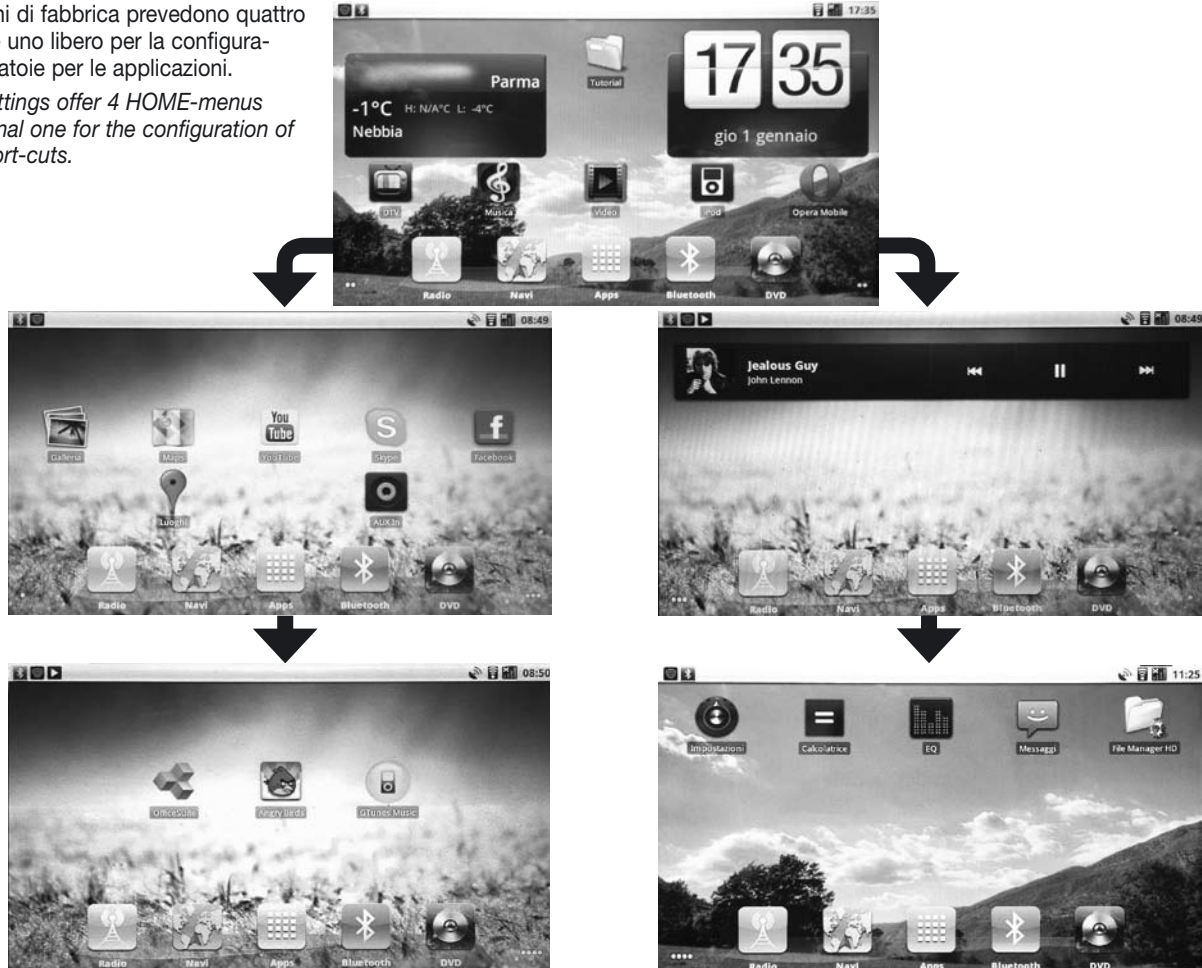 ni di fabbrica prevedono quattro
uno libero per la configura-
atoie per le applicazioni.
ttings offer 4 HOME-menus
nal one for the configuration of
ort-cuts.
17:35
Parma
-1°C H: N/A°C L: -4°C
Nebbia
Tutorial
17 35
gio 1 gennaio
DTV Musica Video iPod Opera Mobile
Radio Navi Apps Bluetooth DVD
08:49
Galleria Maps YouTube Skype Facebook
Luoghi AUX In
Radio Navi Apps Bluetooth DVD
08:49
Jealous Guy
John Lennon
Radio Navi Apps Bluetooth DVD
08:50
OfficeSuite Angry Birds GTunes Music
Radio Navi Apps Bluetooth DVD
11:25
Impostazioni Calcolatrice EQ Messaggi File Manager HD
Radio Navi Apps Bluetooth DVD